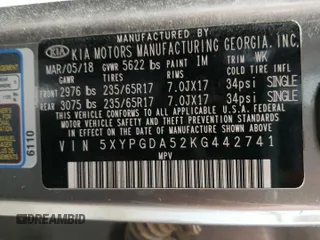 KIA KIA MOTORS MANUFACTURING GEORGIA, INC.
MAR/05/18 GVWR 5622 lbs PAINT 1M TRIM WK
TIRES RIMS COLD TIRE INFL
FRONT 2976 lbs 235/65R17 7.0JX17 34psi SINGLE
REAR 3075 lbs 235/65R17 7.0JX17 34psi SINGLE
THIS VEHICLE CONFORMS TO ALL APPLICABLE U.S.A. FEDERAL
MOTOR VEHICLE SAFETY AND THEFT PREVENTION STANDARDS
IN EFFECT ON THE DATE OF MANUFACTURE SHOWN ABOVE.
VIN 5XYPGDA52KG442741
MPV
6110
DREAMBID